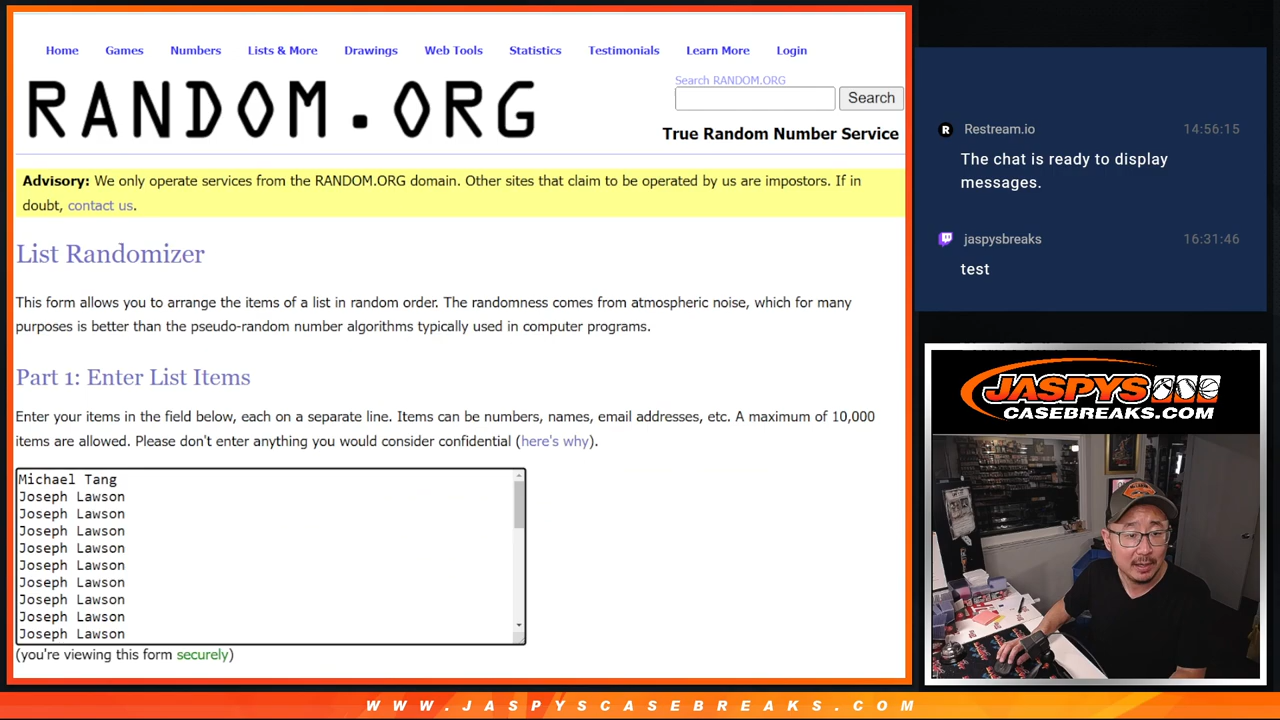 Home Games Numbers Lists & More Drawings Web Tools Statistics Testimonials Learn More Login
RANDOM.ORG
Search RANDOM.ORG
Search
True Random Number Service
Advisory: We only operate services from the RANDOM.ORG domain. Other sites that claim to be operated by us are impostors. If in
doubt, contact us.
List Randomizer
This form allows you to arrange the items of a list in random order. The randomness comes from atmospheric noise, which for many
purposes is better than the pseudo-random number algorithms typically used in computer programs.
Part 1: Enter List Items
Enter your items in the field below, each on a separate line. Items can be numbers, names, email addresses, etc. A maximum of 10,000
items are allowed. Please don't enter anything you would consider confidential (here's why).
Michael Tang
Joseph Lawson
Joseph Lawson
Joseph Lawson
Joseph Lawson
Joseph Lawson
Joseph Lawson
Joseph Lawson
Joseph Lawson
Joseph Lawson
(you're viewing this form securely)
R Restream.io 14:56:15
The chat is ready to display
messages.
jaspysbreaks 16:31:46
test
JASPYS
CASEBREAKS.COM
WWW.JASPYSCASEBREAKS.COM